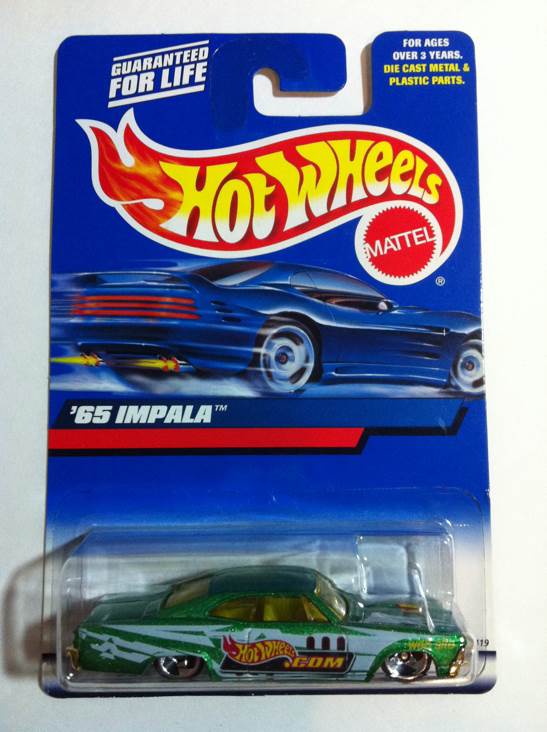 GUARANTEED
FOR LIFE
FOR AGES
OVER 3 YEARS.
DIE CAST METAL &
PLASTIC PARTS.
HOT WHEELS
MATTEL
®
'65 IMPALA™
HOT WHEELS
.COM